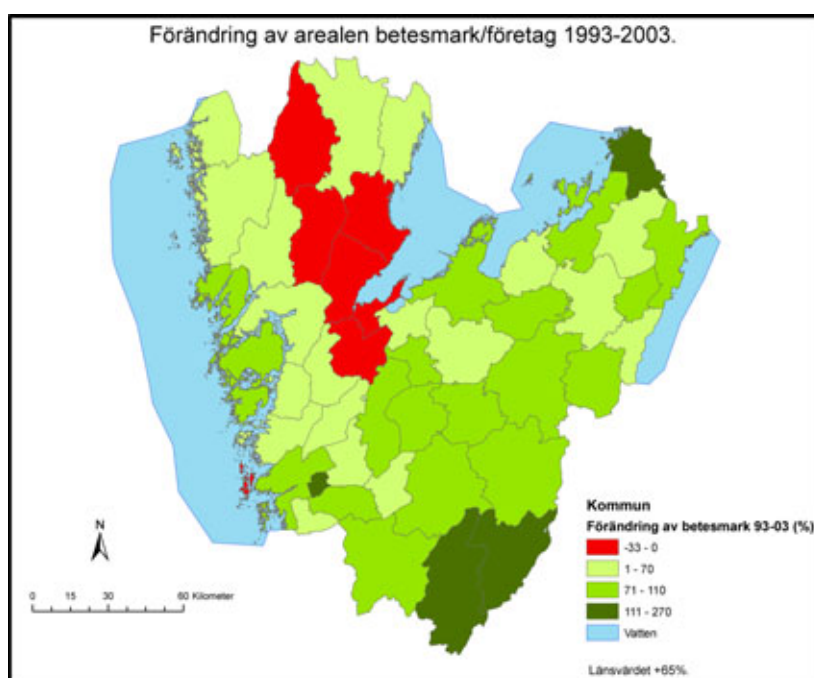 Förändring av arealen betesmark/företag 1993-2003.
N
0 30 60 Kilometer
Kommun
Förändring av betesmark 93-03 (%)
-33 - 0
1 - 70
71 - 110
111 - 270
Vatten
Länsvärdet +65%.